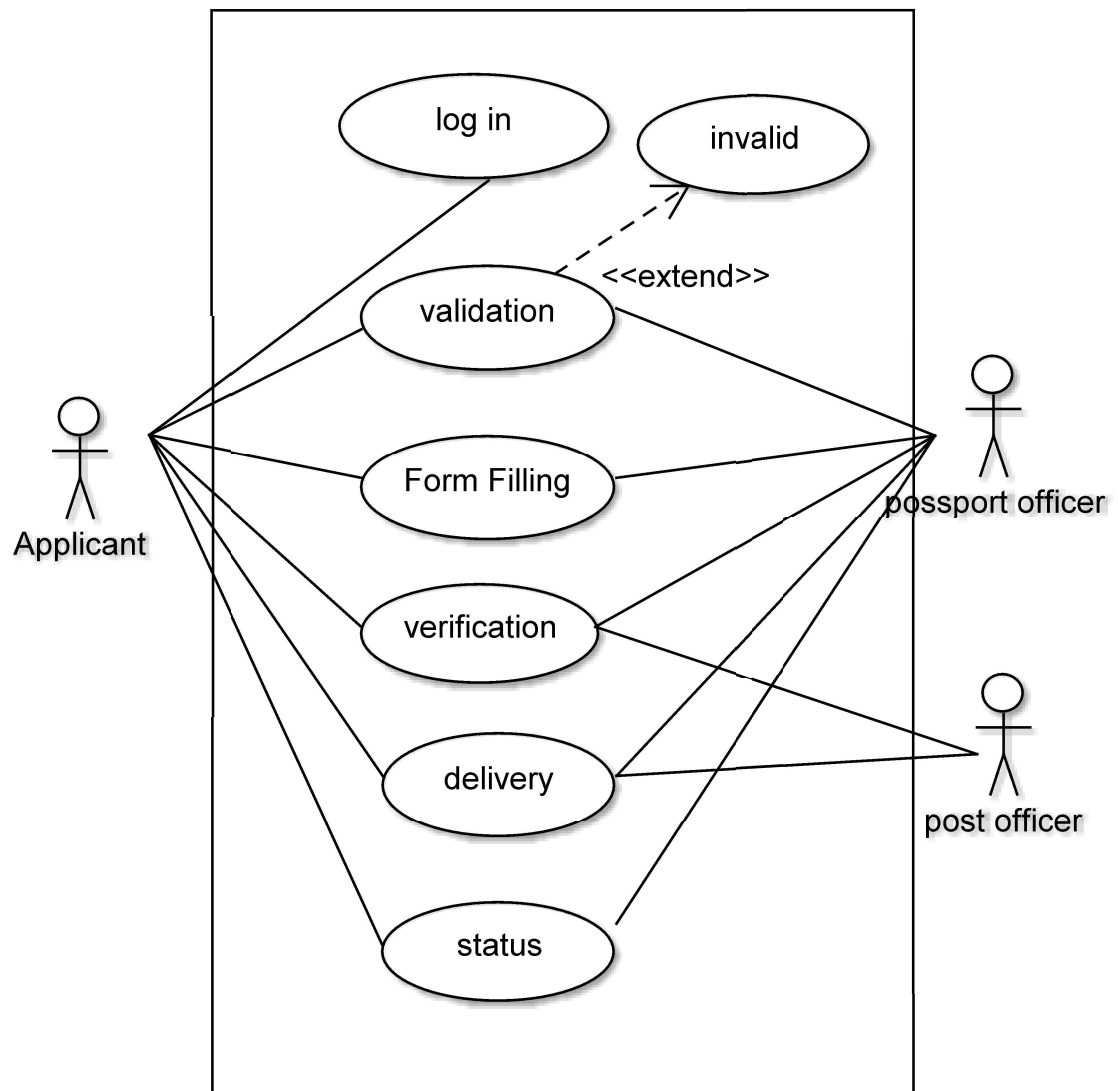 log in
invalid
<<extend>>
validation
Form Filling
Applicant
possport officer
verification
delivery
post officer
status